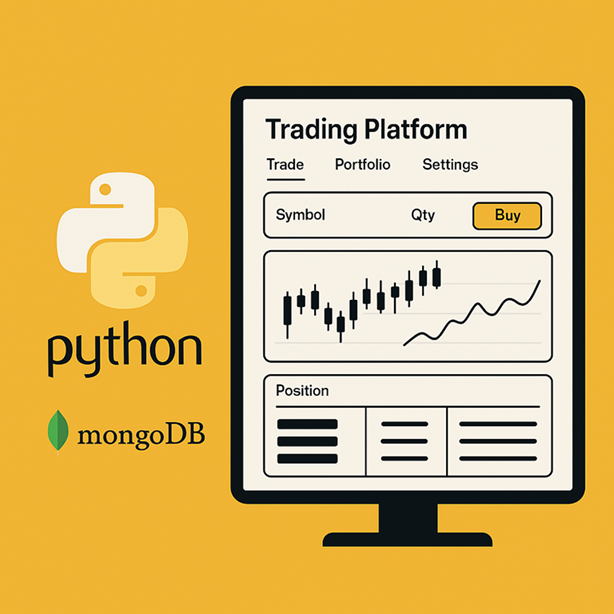 Trading Platform
Trade Portfolio Settings
Symbol Qty Buy
Position
python
mongoDB